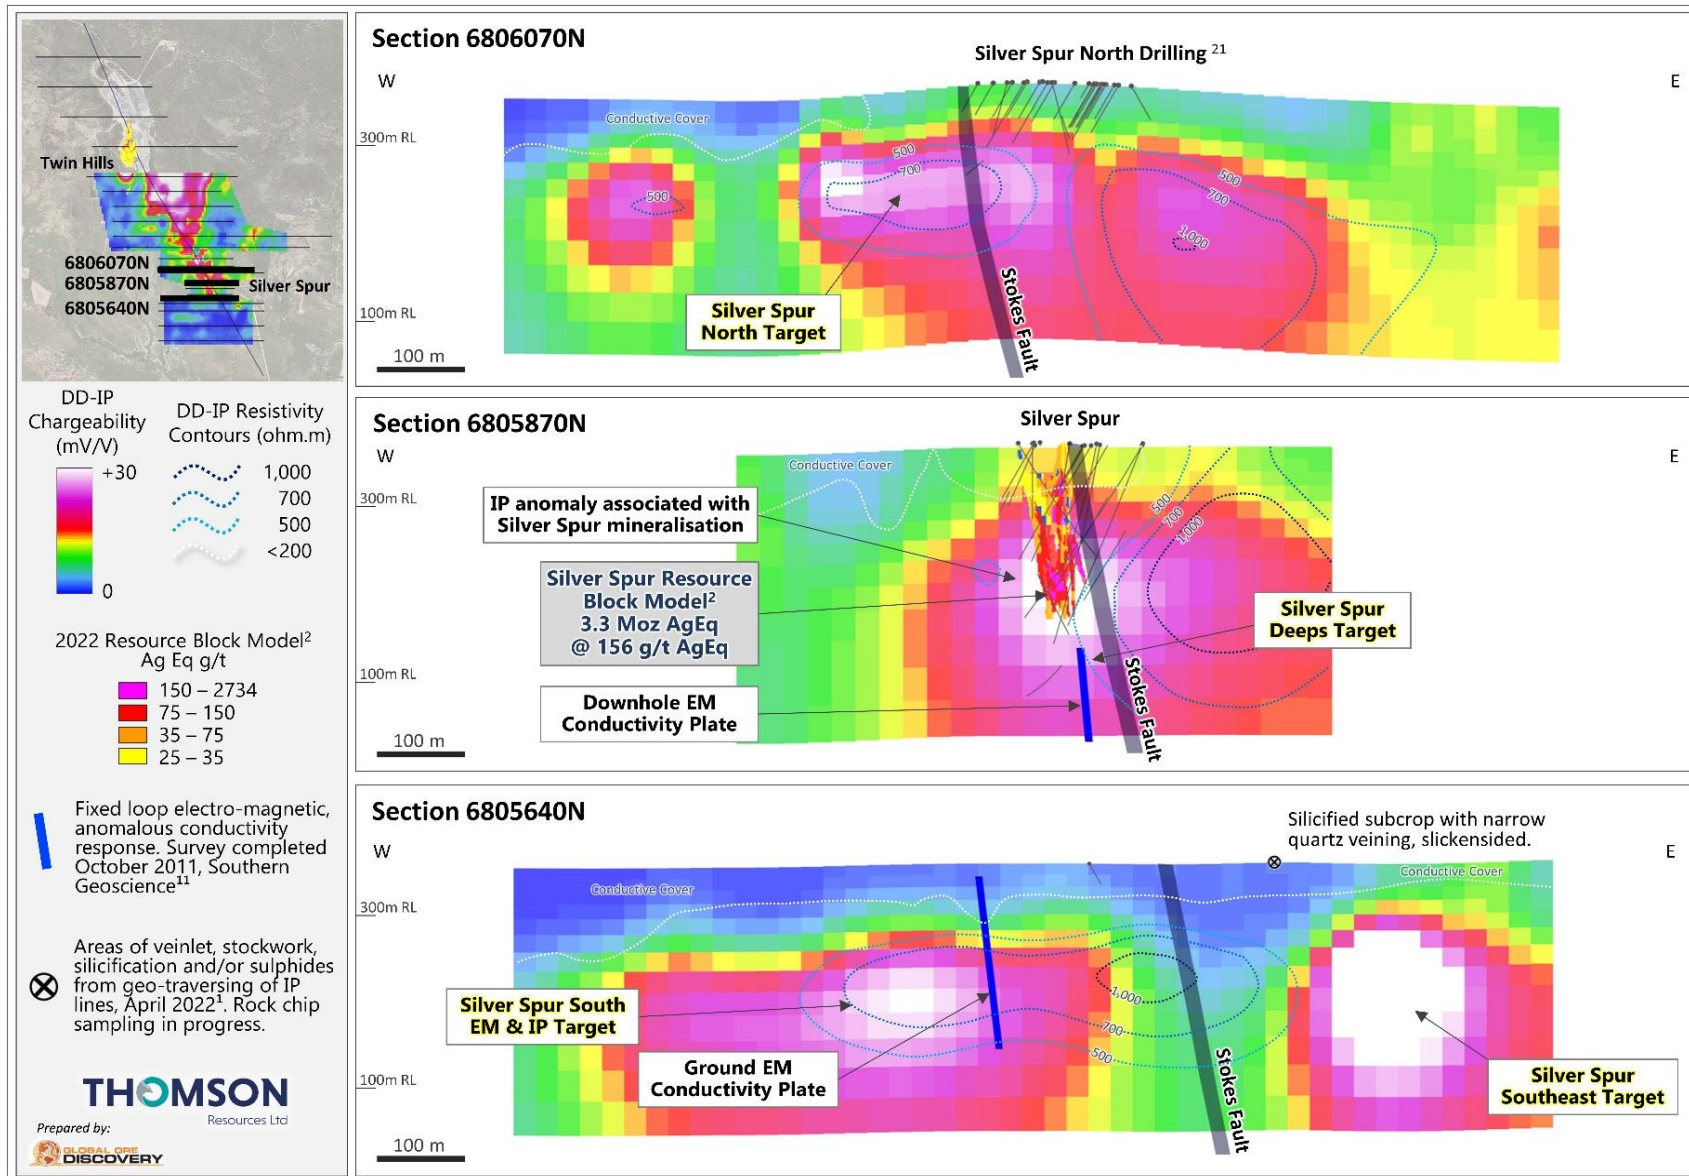 Twin Hills
6806070N
6805870N
Silver Spur
6805640N
DD-IP
Chargeability
(mV/V)
+30
0
DD-IP Resistivity
Contours (ohm.m)
1,000
700
500
<200
2022 Resource Block Model²
Ag Eq g/t
150 – 2734
75 – 150
35 – 75
25 – 35
Fixed loop electro-magnetic,
anomalous conductivity
response. Survey completed
October 2011, Southern
Geoscience¹¹
Areas of veinlet, stockwork,
silicification and/or sulphides
from geo-traversing of IP
lines, April 2022¹. Rock chip
sampling in progress.
THOMSON
Resources Ltd
Prepared by:
GLOBAL ORE
DISCOVERY
Section 6806070N
Silver Spur North Drilling ²¹
W
E
Conductive Cover
300m RL
500
700
500
500
700
1,000
Silver Spur
North Target
Stokes Fault
100m RL
100 m
Section 6805870N
Silver Spur
W
E
Conductive Cover
300m RL
IP anomaly associated with
Silver Spur mineralisation
500
700
1,000
Silver Spur Resource
Block Model²
3.3 Moz AgEq
@ 156 g/t AgEq
Silver Spur
Deeps Target
100m RL
Downhole EM
Conductivity Plate
Stokes Fault
100 m
Section 6805640N
Silicified subcrop with narrow
quartz veining, slickensided.
W
E
Conductive Cover
Conductive Cover
300m RL
1,000
700
500
Silver Spur South
EM & IP Target
Ground EM
Conductivity Plate
Stokes Fault
Silver Spur
Southeast Target
100m RL
100 m